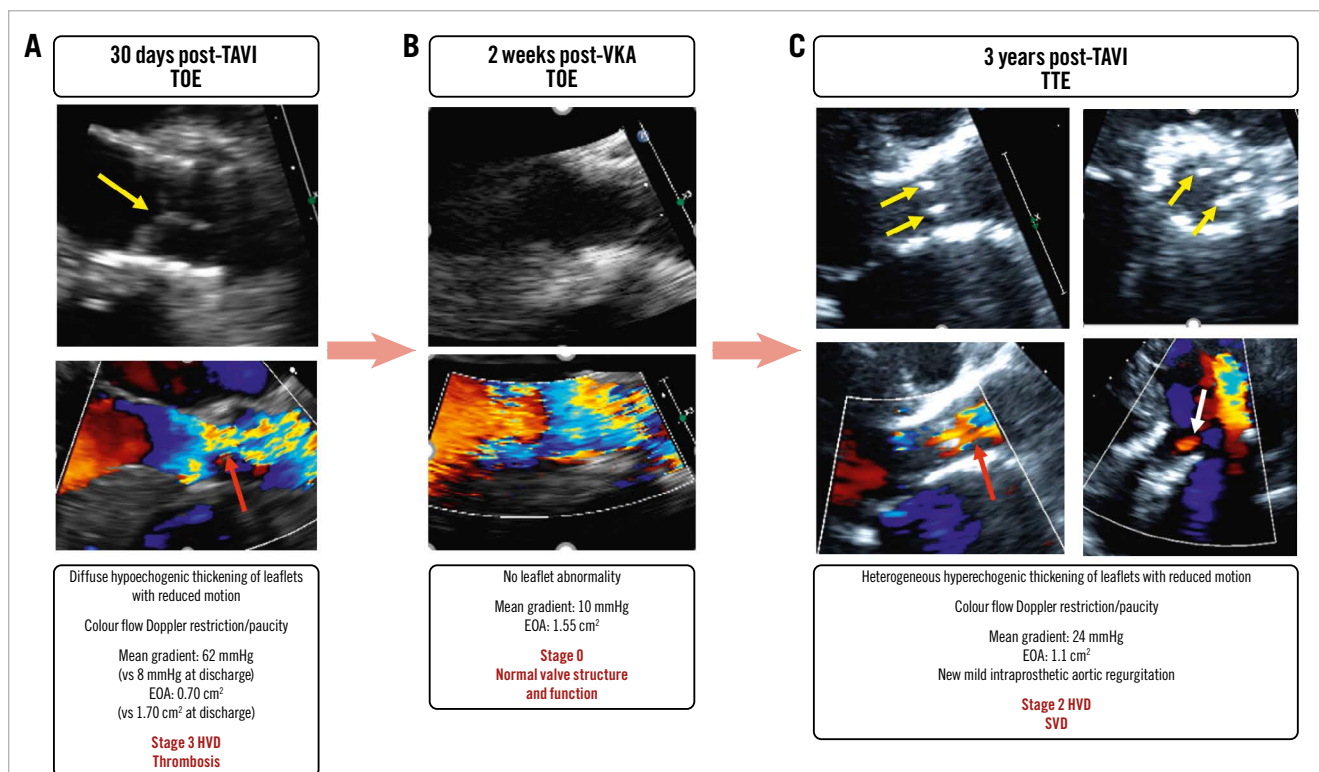 A
30 days post-TAVI
TOE
B
2 weeks post-VKA
TOE
C
3 years post-TAVI
TTE
Diffuse hypoechogenic thickening of leaflets
with reduced motion
Colour flow Doppler restriction/paucity
Mean gradient: 62 mmHg
(vs 8 mmHg at discharge)
EOA: 0.70 cm²
(vs 1.70 cm² at discharge)
Stage 3 HVD
Thrombosis
No leaflet abnormality
Mean gradient: 10 mmHg
EOA: 1.55 cm²
Stage 0
Normal valve structure
and function
Heterogeneous hyperechogenic thickening of leaflets with reduced motion
Colour flow Doppler restriction/paucity
Mean gradient: 24 mmHg
EOA: 1.1 cm²
New mild intraprosthetic aortic regurgitation
Stage 2 HVD
SVD